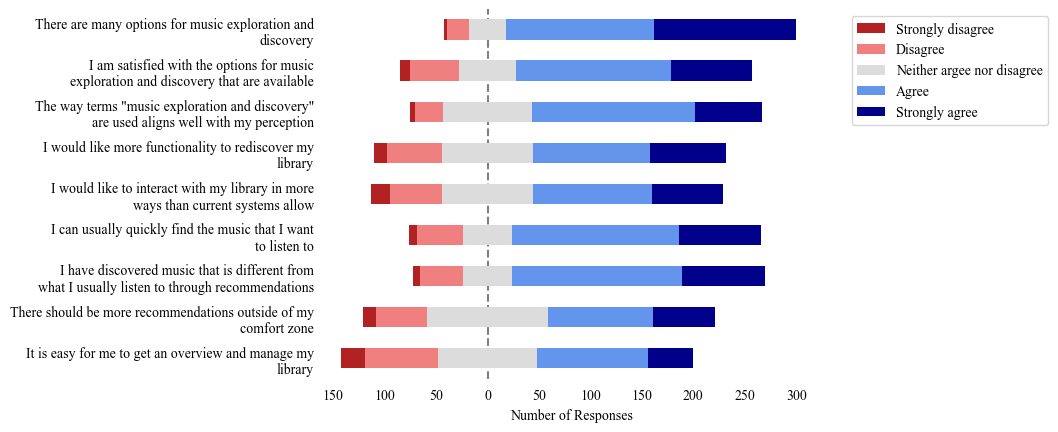 There are many options for music exploration and
discovery
I am satisfied with the options for music
exploration and discovery that are available
The way terms "music exploration and discovery"
are used aligns well with my perception
I would like more functionality to rediscover my
library
I would like to interact with my library in more
ways than current systems allow
I can usually quickly find the music that I want
to listen to
I have discovered music that is different from
what I usually listen to through recommendations
There should be more recommendations outside of my
comfort zone
It is easy for me to get an overview and manage my
library
150 100 50 0 50 100 150 200 250 300
Number of Responses
Strongly disagree
Disagree
Neither argee nor disagree
Agree
Strongly agree